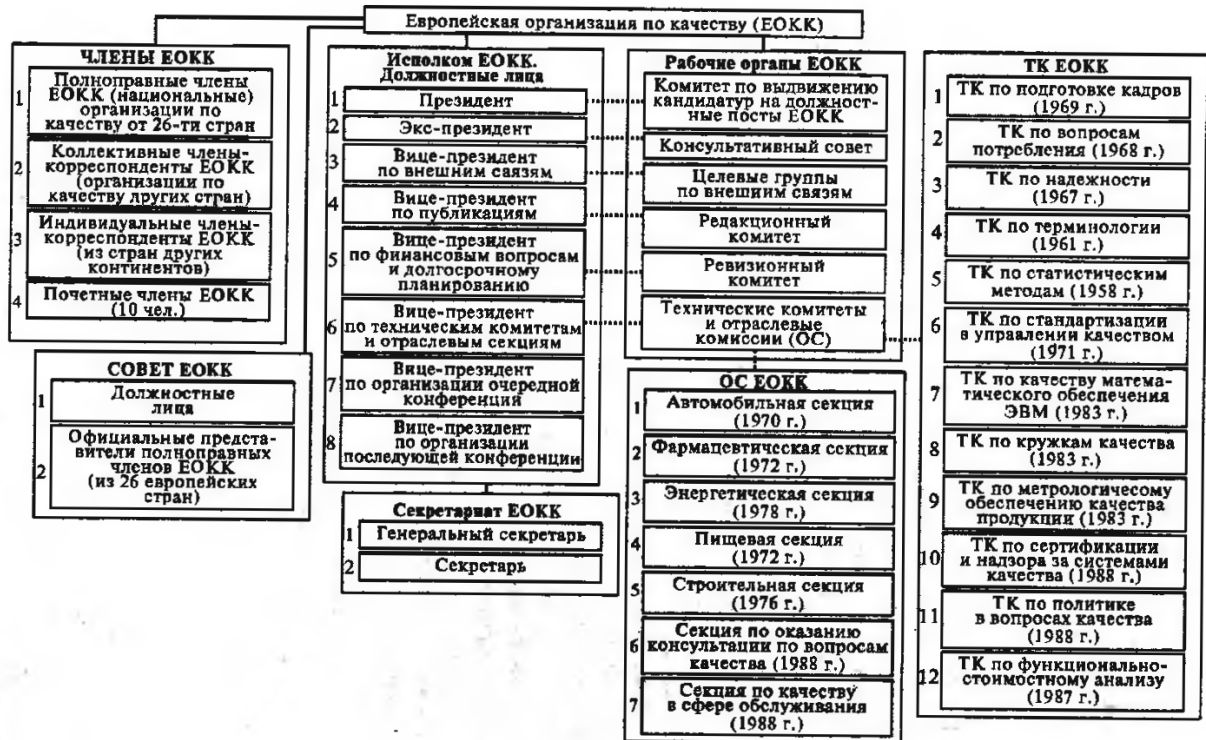 Европейская организация по качеству (ЕОКК)
ЧЛЕНЫ ЕОКК
1
Полноправные члены
ЕОКК (национальные)
организации по
качеству от 26-ти стран
2
Коллективные члены-
корреспонденты ЕОКК
(организации по
качеству других стран)
3
Индивидуальные члены-
корреспонденты ЕОКК
(из стран других
континентов)
4
Почетные члены ЕОКК
(10 чел.)
СОВЕТ ЕОКК
1
Должностные
лица
2
Официальные предста-
вители полноправных
членов ЕОКК
(из 26 европейских
стран)
Исполком ЕОКК.
Должностные лица
1
Президент
2
Экс-президент
3
Вице-президент
по внешним связям
4
Вице-президент
по публикациям
5
Вице-президент
по финансовым вопросам
и долгосрочному
планированию
6
Вице-президент
по техническим комитетам
и отраслевым секциям
7
Вице-президент
по организации очередной
конференций
8
Вице-президент
по организации
последующей конференции
Секретариат ЕОКК
1
Генеральный секретарь
2
Секретарь
Рабочие органы ЕОКК
Комитет по выдвижению
кандидатур на должност-
ные посты ЕОКК
Консультативный совет
Целевые группы
по внешним связям
Редакционный
комитет
Ревизионный
комитет
Технические комитеты
и отраслевые
комиссии (ОС)
ОС ЕОКК
1
Автомобильная секция
(1970 г.)
2
Фармацевтическая секция
(1972 г.)
3
Энергетическая секция
(1978 г.)
4
Пищевая секция
(1972 г.)
5
Строительная секция
(1976 г.)
6
Секция по оказанию
консультации по вопросам
качества (1988 г.)
7
Секция по качеству
в сфере обслуживания
(1988 г.)
ТК ЕОКК
1
ТК по подготовке кадров
(1969 г.)
2
ТК по вопросам
потребления (1968 г.)
3
ТК по надежности
(1967 г.)
4
ТК по терминологии
(1961 г.)
5
ТК по статистическим
методам (1958 г.)
6
ТК по стандартизации
в управлении качеством
(1971 г.)
7
ТК по качеству матема-
тического обеспечения
ЭВМ (1983 г.)
8
ТК по кружкам качества
(1983 г.)
9
ТК по метрологичесому
обеспечению качества
продукции (1983 г.)
10
ТК по сертификации
и надзора за системами
качества (1988 г.)
11
ТК по политике
в вопросах качества
(1988 г.)
12
ТК по функционально-
стоимостному анализу
(1987 г.)